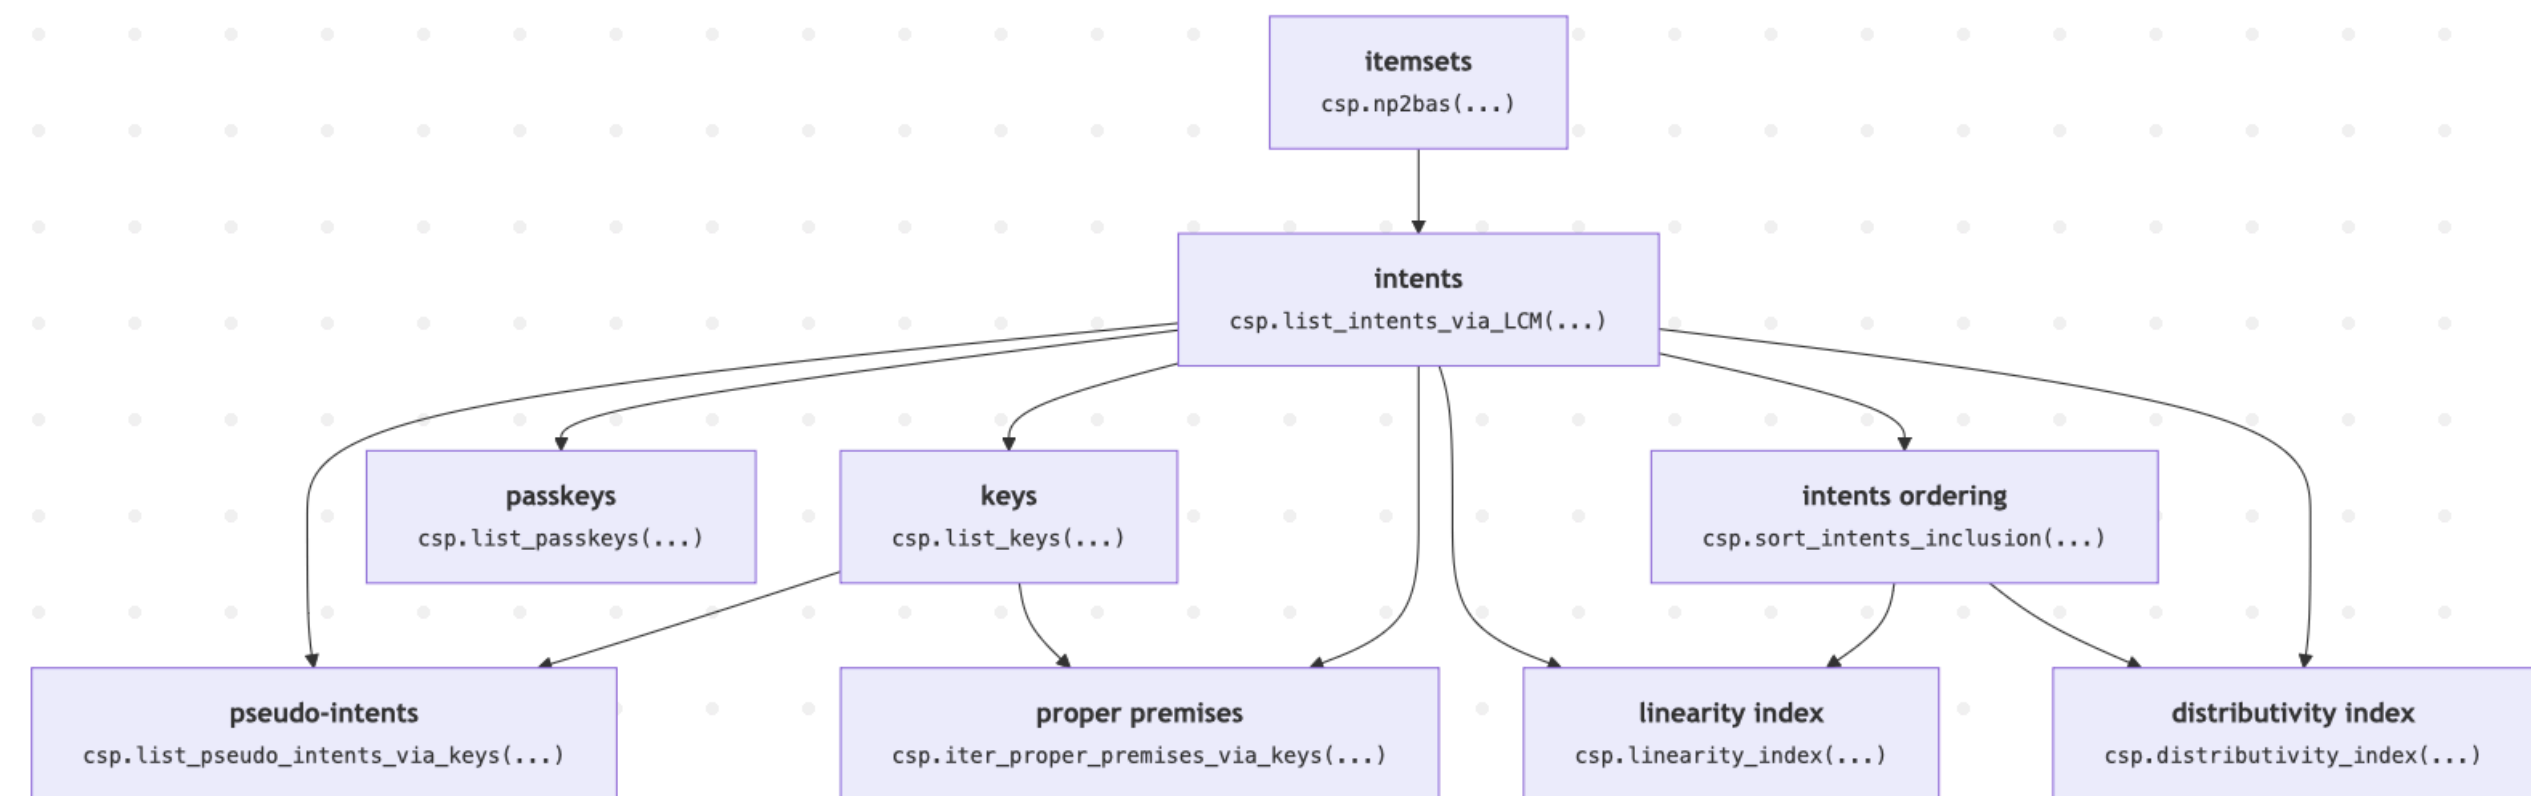 itemsets
csp.np2bas(...)
intents
csp.list_intents_via_LCM(...)
passkeys
csp.list_passkeys(...)
keys
csp.list_keys(...)
intents ordering
csp.sort_intents_inclusion(...)
pseudo-intents
csp.list_pseudo_intents_via_keys(...)
proper premises
csp.iter_proper_premises_via_keys(...)
linearity index
csp.linearity_index(...)
distributivity index
csp.distributivity_index(...)